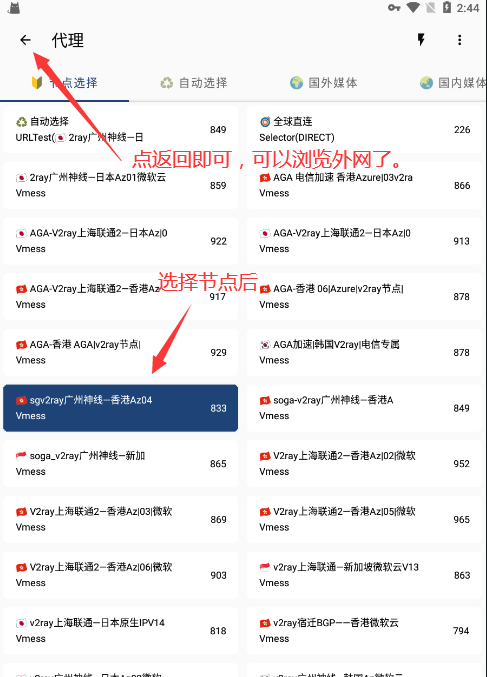 2:44
代理
节点选择
自动选择
国外媒体
国内媒体
自动选择
URLTest(🇯🇵 2ray广州神线—日
849
全球直连
Selector(DIRECT)
226
点返回即可，可以浏览外网了。
2ray广州神线—日本Az01微软云
Vmess
859
AGA 电信加速 香港Azure|03v2ra
Vmess
866
AGA-V2ray上海联通2—日本Az|0
Vmess
922
AGA-V2ray上海联通2—日本Az|0
Vmess
913
选择节点后
AGA-V2ray上海联通2—香港Az
Vmess
917
AGA-香港 06|Azure|v2ray节点|
Vmess
878
AGA-香港 AGA|v2ray节点|
Vmess
929
AGA加速|韩国V2ray|电信专属
Vmess
878
sgv2ray广州神线—香港Az04
Vmess
833
soga-v2ray广州神线—香港A
Vmess
849
soga_v2ray广州神线—新加
Vmess
865
V2ray上海联通2—香港Az|02|微软
Vmess
952
V2ray上海联通2—香港Az|03|微软
Vmess
869
V2ray上海联通2—香港Az|05|微软
Vmess
965
V2ray上海联通2—香港Az|06|微软
Vmess
903
v2ray上海联通—新加坡微软云V13
Vmess
863
v2ray上海联通—日本原生IPV14
Vmess
818
v2ray宿迁BGP——香港微软云
Vmess
794